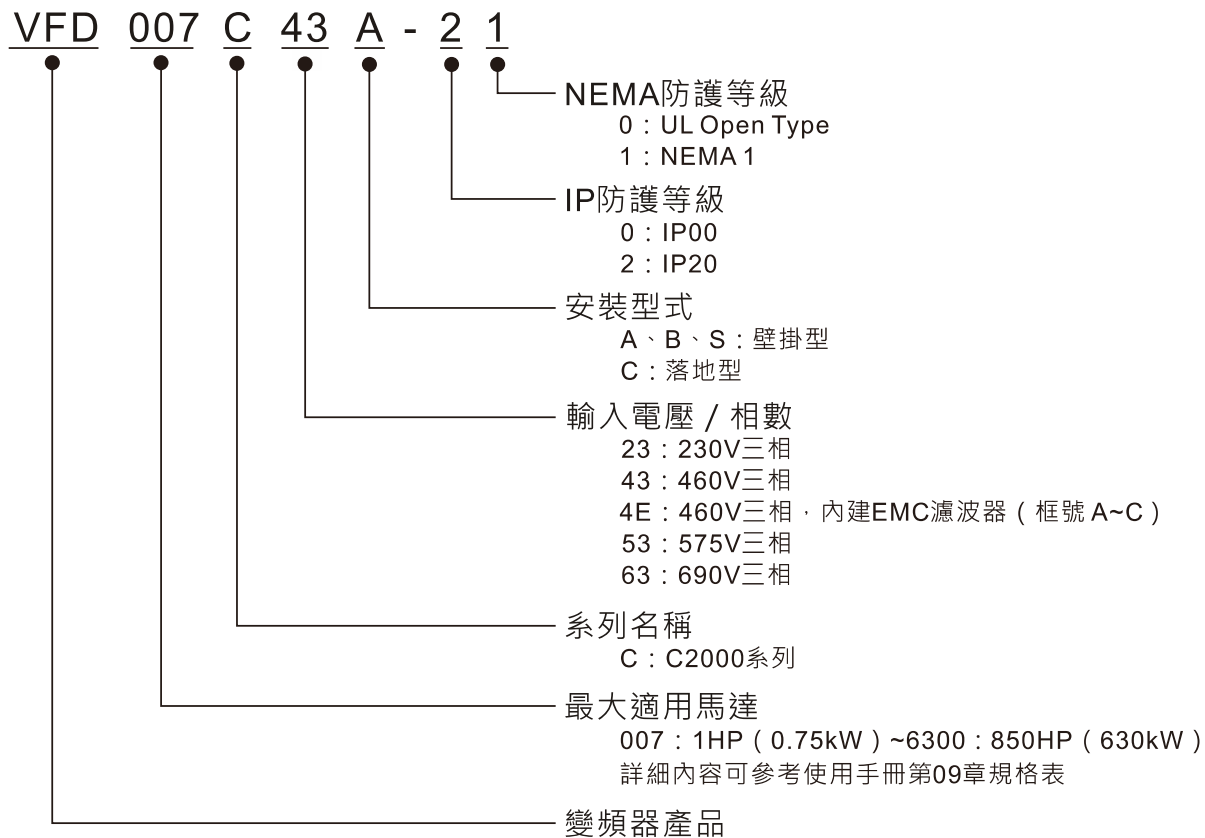 VFD 007 C 43 A - 2 1
NEMA防護等級
0：UL Open Type
1：NEMA 1
IP防護等級
0：IP00
2：IP20
安裝型式
A、B、S：壁掛型
C：落地型
輸入電壓 / 相數
23：230V三相
43：460V三相
4E：460V三相，內建EMC濾波器（框號 A~C）
53：575V三相
63：690V三相
系列名稱
C：C2000系列
最大適用馬達
007：1HP（0.75kW）~6300：850HP（630kW）
詳細內容可參考使用手冊第09章規格表
變頻器產品